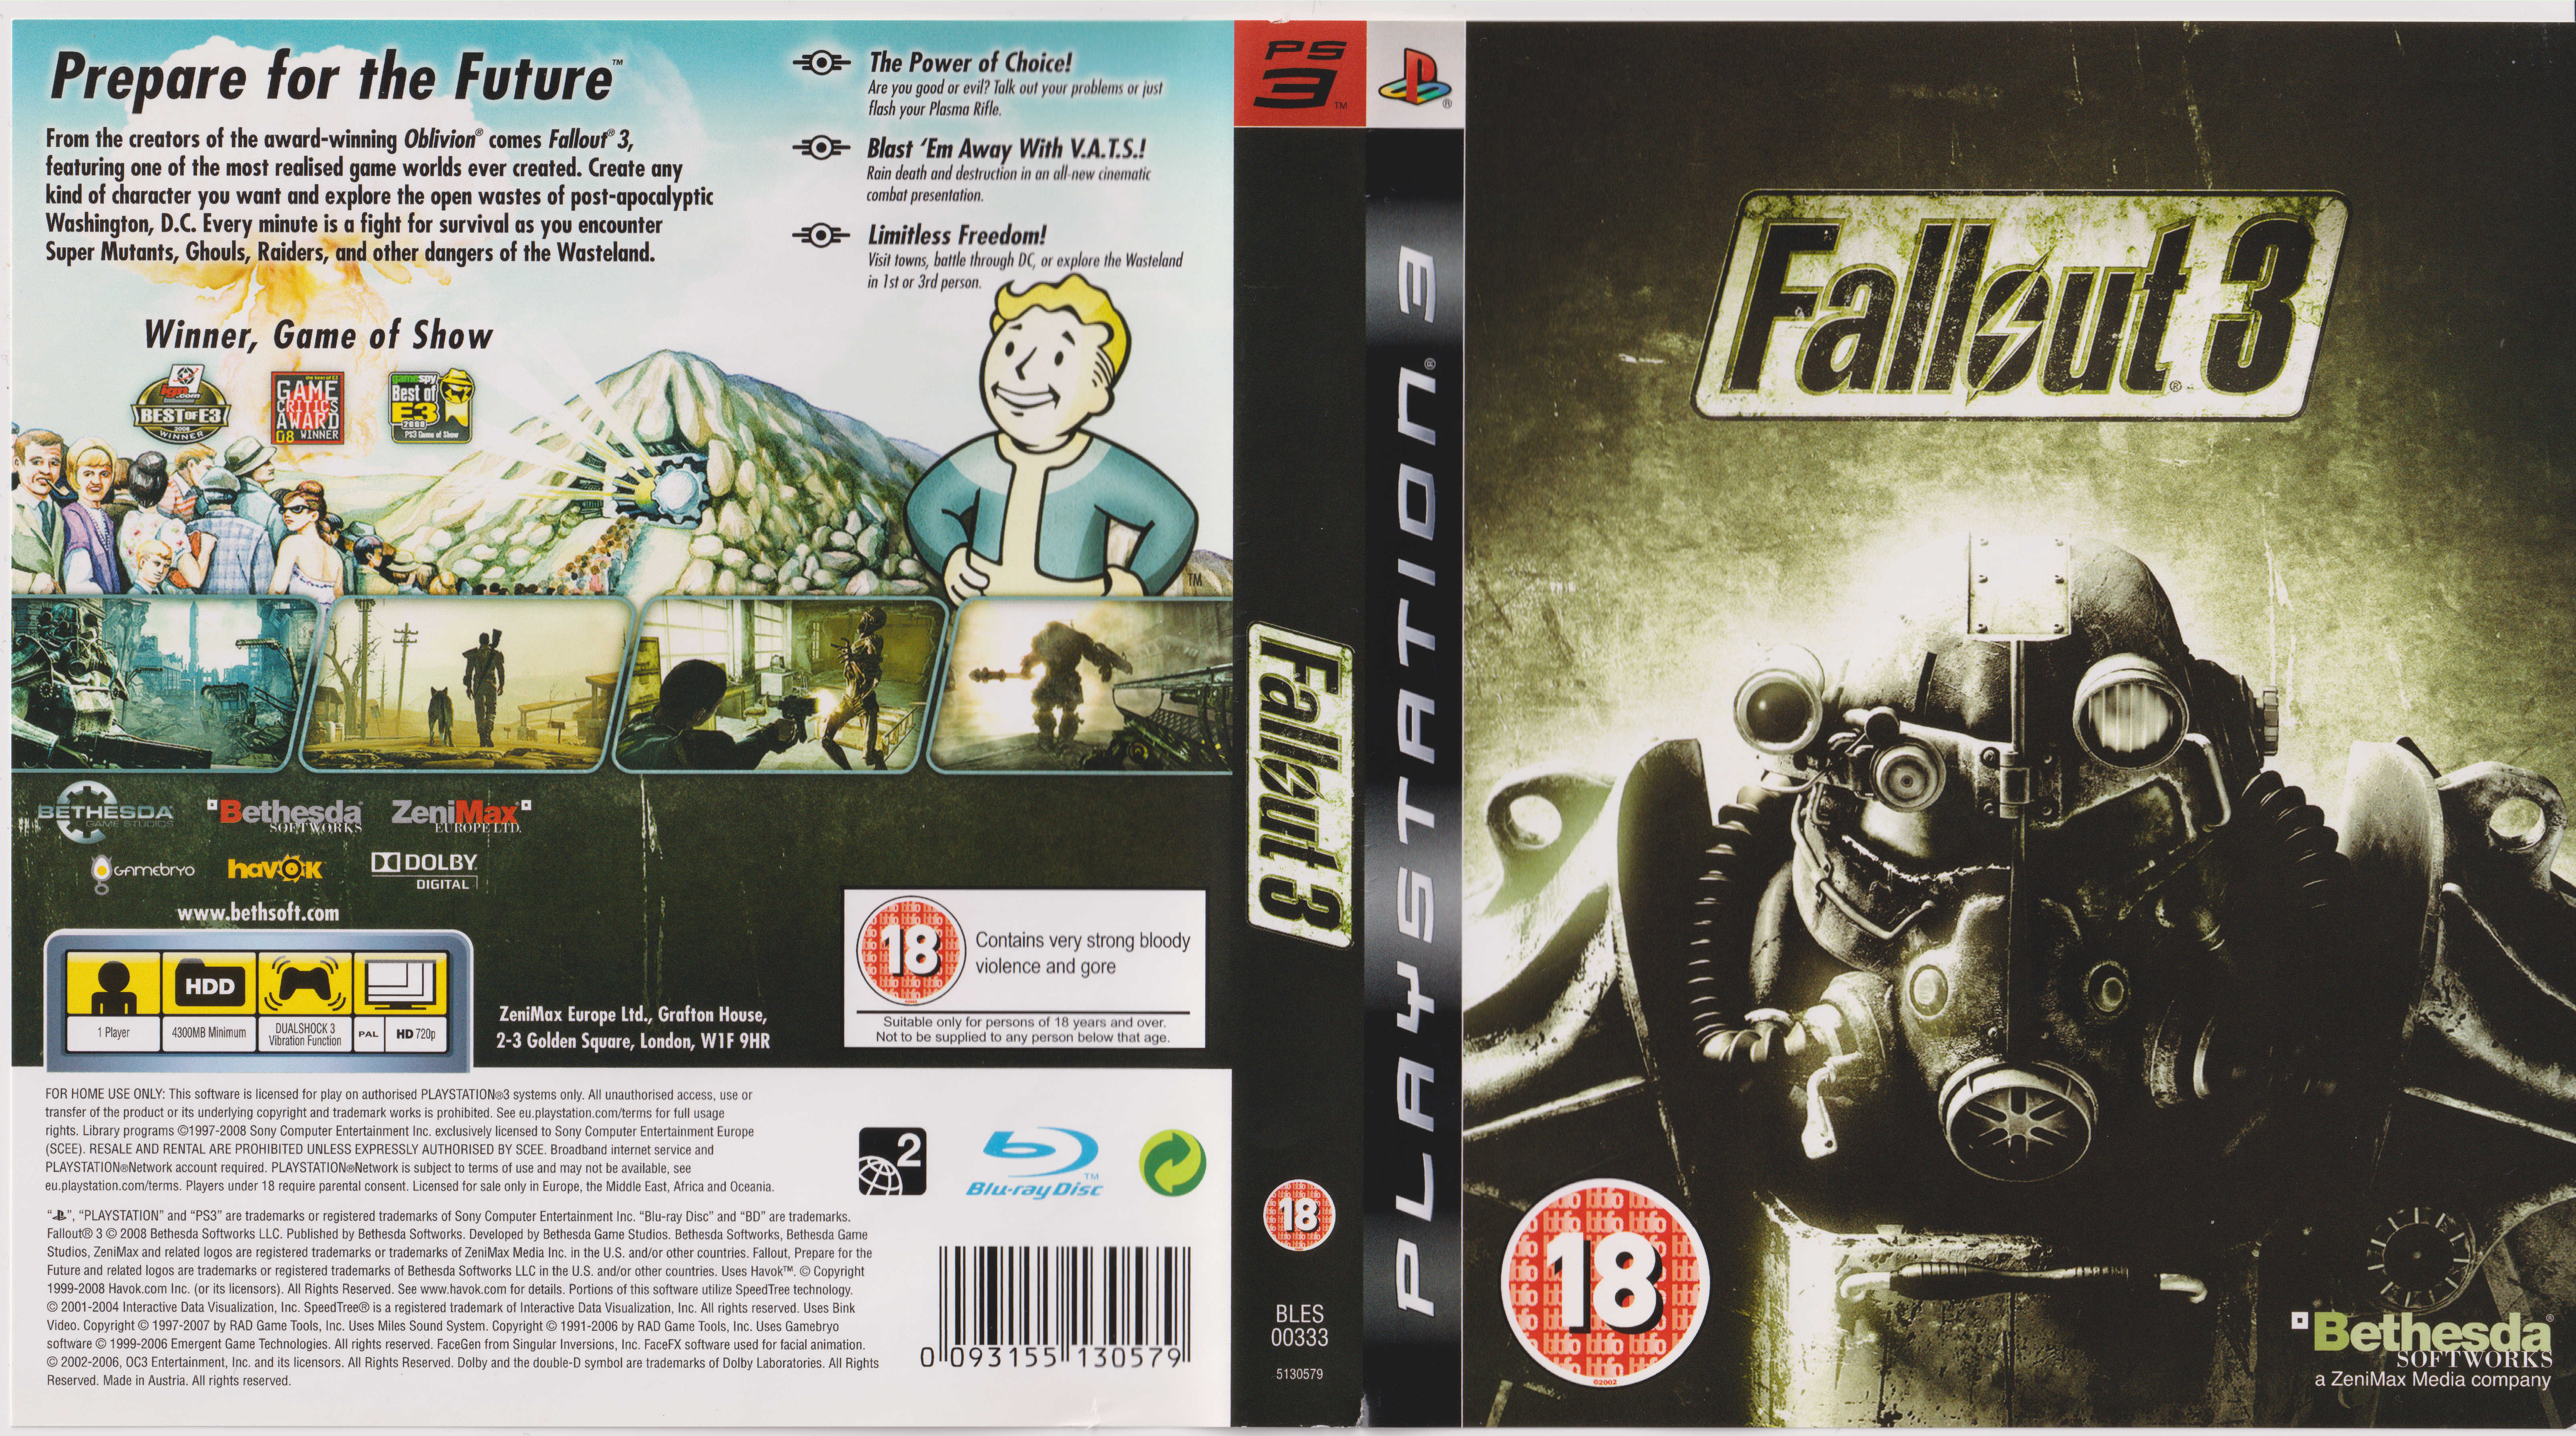 Prepare for the Future™
From the creators of the award-winning Oblivion® comes Fallout® 3,
featuring one of the most realised game worlds ever created. Create any
kind of character you want and explore the open wastes of post-apocalyptic
Washington, D.C. Every minute is a fight for survival as you encounter
Super Mutants, Ghouls, Raiders, and other dangers of the Wasteland.
Winner, Game of Show
ign.com
BEST OF E3
2008
WINNER
the best of E3
GAME
CRITICS
AWARD
08 WINNER
gamespy
Best of
E3
2008
PS3 Game of Show
The Power of Choice!
Are you good or evil? Talk out your problems or just
flash your Plasma Rifle.
Blast 'Em Away With V.A.T.S.!
Rain death and destruction in an all-new cinematic
combat presentation.
Limitless Freedom!
Visit towns, battle through DC, or explore the Wasteland
in 1st or 3rd person.
TM
BETHESDA
GAME STUDIOS
Bethesda
SOFTWORKS
ZeniMax
EUROPE LTD.
GAMEBRYO
havok
DOLBY
DIGITAL
www.bethsoft.com
HDD
1 Player
4300MB Minimum
DUALSHOCK 3
Vibration Function
PAL
HD 720p
ZeniMax Europe Ltd., Grafton House,
2-3 Golden Square, London, W1F 9HR
18
Contains very strong bloody
violence and gore
Suitable only for persons of 18 years and over.
Not to be supplied to any person below that age.
FOR HOME USE ONLY: This software is licensed for play on authorised PLAYSTATION®3 systems only. All unauthorised access, use or
transfer of the product or its underlying copyright and trademark works is prohibited. See eu.playstation.com/terms for full usage
rights. Library programs ©1997-2008 Sony Computer Entertainment Inc. exclusively licensed to Sony Computer Entertainment Europe
(SCEE). RESALE AND RENTAL ARE PROHIBITED UNLESS EXPRESSLY AUTHORISED BY SCEE. Broadband internet service and
PLAYSTATION®Network account required. PLAYSTATION®Network is subject to terms of use and may not be available, see
eu.playstation.com/terms. Players under 18 require parental consent. Licensed for sale only in Europe, the Middle East, Africa and Oceania.
2
Blu-ray Disc™
"PS", "PLAYSTATION" and "PS3" are trademarks or registered trademarks of Sony Computer Entertainment Inc. "Blu-ray Disc" and "BD" are trademarks.
Fallout® 3 © 2008 Bethesda Softworks LLC. Published by Bethesda Softworks. Developed by Bethesda Game Studios. Bethesda Softworks, Bethesda Game
Studios, ZeniMax and related logos are registered trademarks or trademarks of ZeniMax Media Inc. in the U.S. and/or other countries. Fallout, Prepare for the
Future and related logos are trademarks or registered trademarks of Bethesda Softworks LLC in the U.S. and/or other countries. Uses Havok™. © Copyright
1999-2008 Havok.com Inc. (or its licensors). All Rights Reserved. See www.havok.com for details. Portions of this software utilize SpeedTree technology.
© 2001-2004 Interactive Data Visualization, Inc. SpeedTree® is a registered trademark of Interactive Data Visualization, Inc. All rights reserved. Uses Bink
Video. Copyright © 1997-2007 by RAD Game Tools, Inc. Uses Miles Sound System. Copyright © 1991-2006 by RAD Game Tools, Inc. Uses Gamebryo
software © 1999-2006 Emergent Game Technologies. All rights reserved. FaceGen from Singular Inversions, Inc. FaceFX software used for facial animation.
© 2002-2006, OC3 Entertainment, Inc. and its licensors. All Rights Reserved. Dolby and the double-D symbol are trademarks of Dolby Laboratories. All Rights
Reserved. Made in Austria. All rights reserved.
0 093155 130579
PS
3™
Fallout 3
18
BLES
00333
5130579
PLAYSTATION®3
Fallout® 3
18
©2002
Bethesda®
SOFTWORKS
a ZeniMax Media company